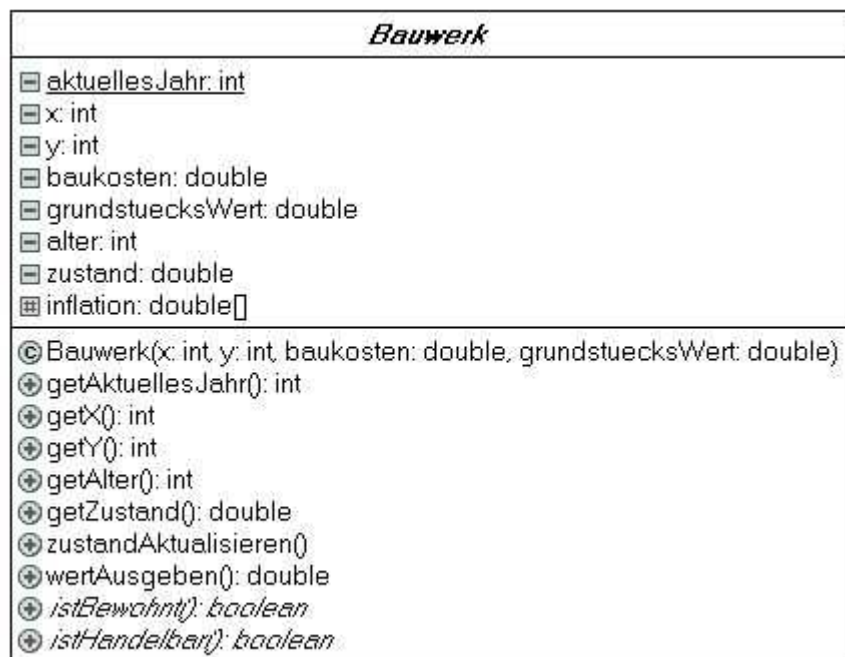 Bauwerk
aktuellesJahr: int
x: int
y: int
baukosten: double
grundstuecksWert: double
alter: int
zustand: double
inflation: double[]
Bauwerk(x: int, y: int, baukosten: double, grundstuecksWert: double)
getAktuellesJahr(): int
getX(): int
getY(): int
getAlter(): int
getZustand(): double
zustandAktualisieren()
wertAusgeben(): double
istBewohnt(): boolean
istHandelbar(): boolean